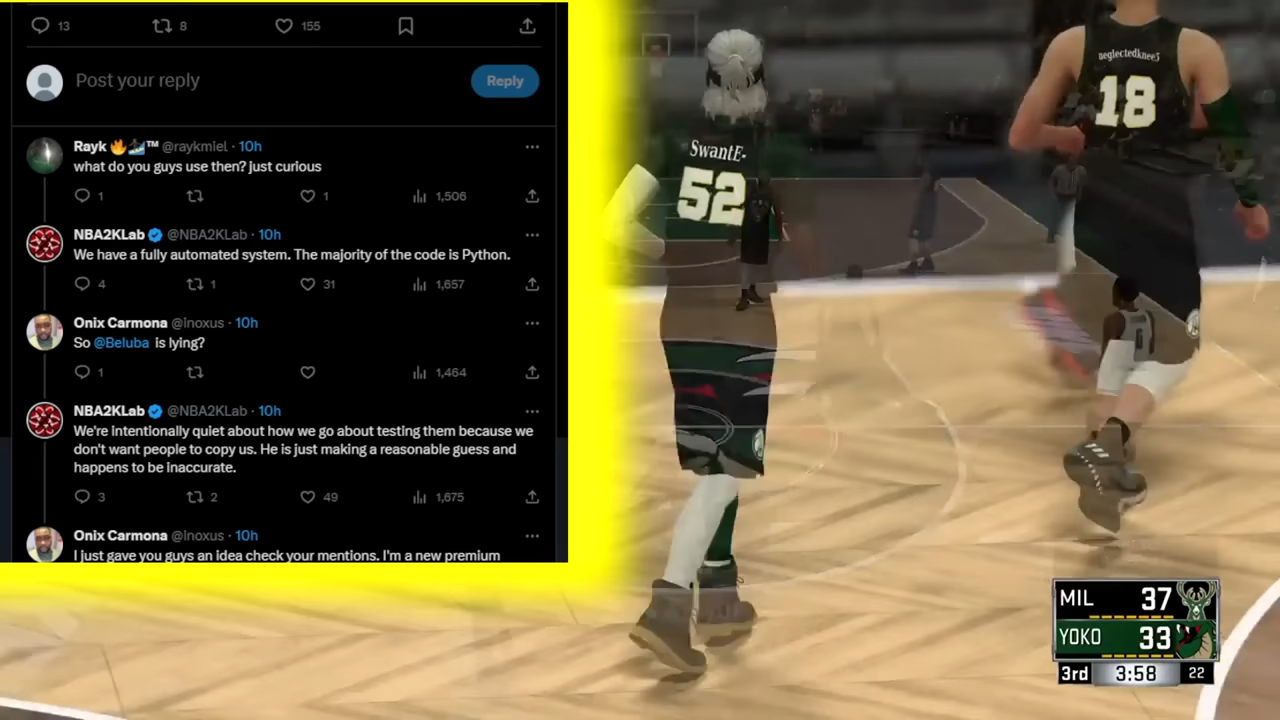 13 8 155
Post your reply Reply
Rayk 🔥🏂™ @raykmiel · 10h
what do you guys use then? just curious
1 1 1,506
NBA2KLab @NBA2KLab · 10h
We have a fully automated system. The majority of the code is Python.
4 1 31 1,657
Onix Carmona @inoxus · 10h
So @Beluba is lying?
1 1,464
NBA2KLab @NBA2KLab · 10h
We're intentionally quiet about how we go about testing them because we
don't want people to copy us. He is just making a reasonable guess and
happens to be inaccurate.
3 2 49 1,675
Onix Carmona @inoxus · 10h
I just gave you guys an idea check your mentions. I'm a new premium
SwantE-
52
neglectedknee5
18
MIL 37
YOKO 33
3rd 3:58 22